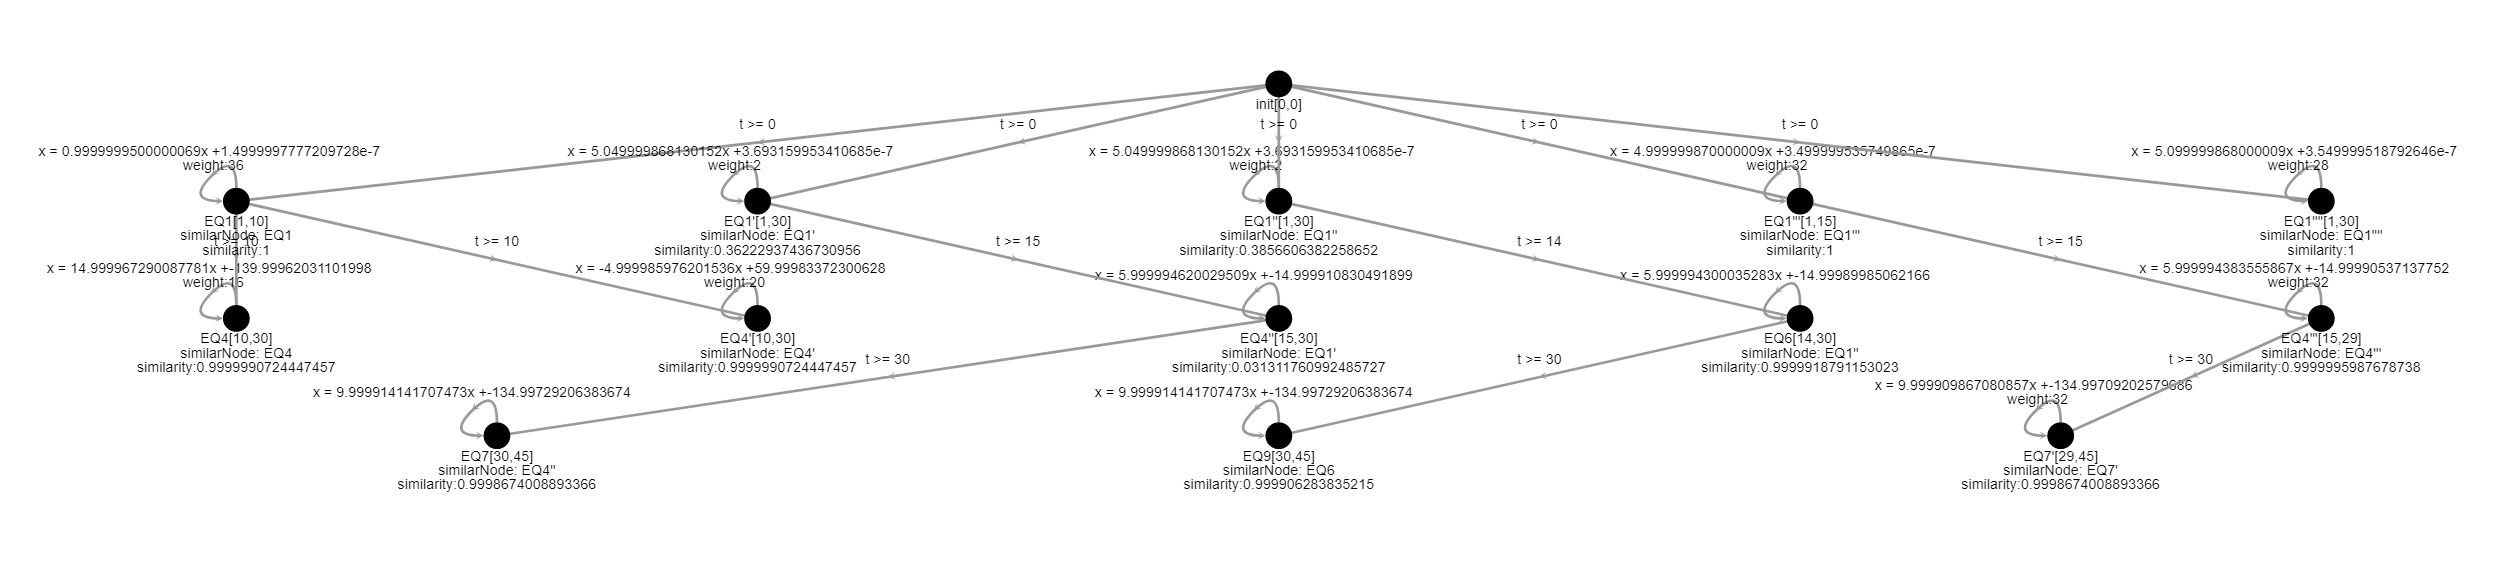 init[0,0]
t >= 0
t >= 0
t >= 0
t >= 0
t >= 0
x = 0.9999999500000069x +1.4999997777209728e-7
weight:36
x = 5.049999868130152x +3.693159953410685e-7
weight:2
x = 5.049999868130152x +3.693159953410685e-7
weight:2
x = 4.999999870000009x +3.499999535749865e-7
weight:32
x = 5.099999868000009x +3.549999518792646e-7
weight:28
EQ1[1,10]
similarNode: EQ1
similarity:1
EQ1'[1,30]
similarNode: EQ1'
similarity:0.36222937436730956
EQ1''[1,30]
similarNode: EQ1''
similarity:0.3856606382258652
EQ1'''[1,15]
similarNode: EQ1'''
similarity:1
EQ1''''[1,30]
similarNode: EQ1''''
similarity:1
t >= 10
t >= 10
t >= 15
t >= 14
t >= 15
x = 14.999967290087781x +-139.99962031101998
weight:16
x = -4.999985976201536x +59.99983372300628
weight:20
x = 5.999994620029509x +-14.999910830491899
x = 5.999994300035283x +-14.99989985062166
x = 5.999994383555867x +-14.99990537137752
weight:32
EQ4[10,30]
similarNode: EQ4
similarity:0.9999990724447457
EQ4'[10,30]
similarNode: EQ4'
similarity:0.9999990724447457
EQ4''[15,30]
similarNode: EQ1'
similarity:0.031311760992485727
EQ6[14,30]
similarNode: EQ1''
similarity:0.9999918791153023
EQ4'''[15,29]
similarNode: EQ4'''
similarity:0.9999995987678738
t >= 30
t >= 30
t >= 30
x = 9.999914141707473x +-134.99729206383674
x = 9.999914141707473x +-134.99729206383674
x = 9.999909867080857x +-134.99709202579686
weight:32
EQ7[30,45]
similarNode: EQ4''
similarity:0.9998674008893366
EQ9[30,45]
similarNode: EQ6
similarity:0.999906283835215
EQ7'[29,45]
similarNode: EQ7'
similarity:0.9998674008893366